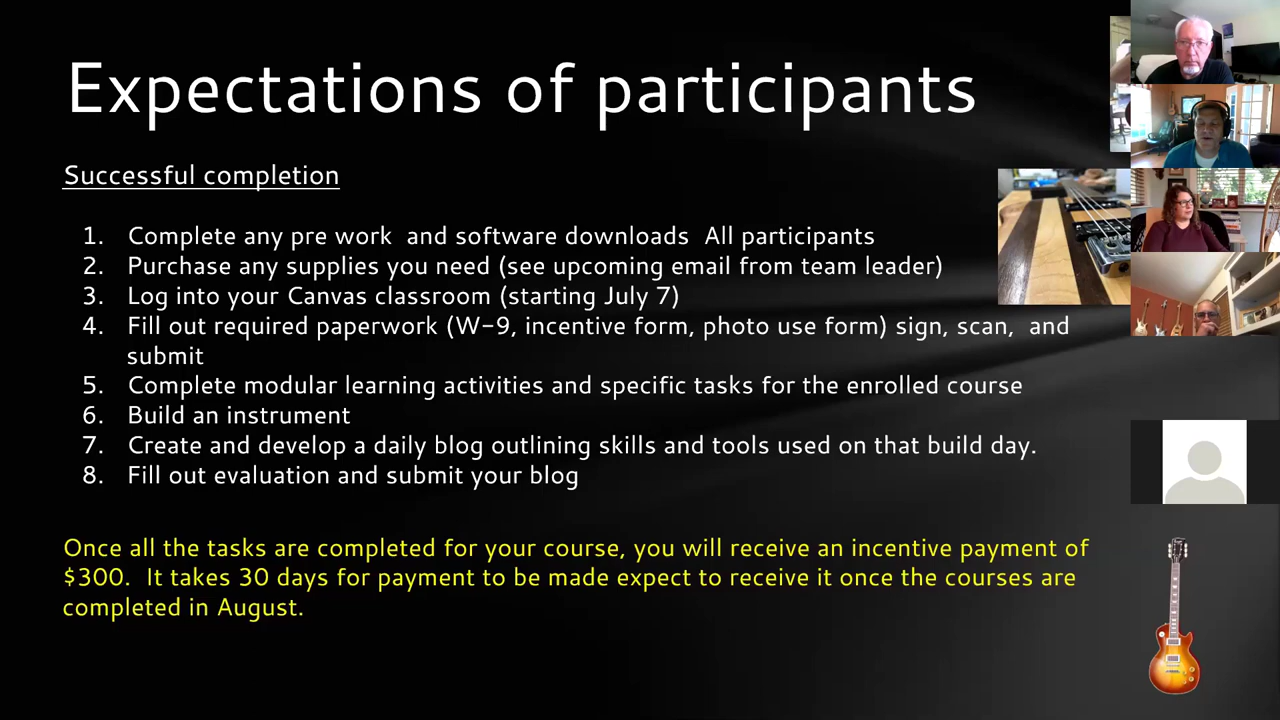 Expectations of participants
Successful completion
1. Complete any pre work  and software downloads  All participants
2. Purchase any supplies you need (see upcoming email from team leader)
3. Log into your Canvas classroom (starting July 7)
4. Fill out required paperwork (W-9, incentive form, photo use form) sign, scan,  and
submit
5. Complete modular learning activities and specific tasks for the enrolled course
6. Build an instrument
7. Create and develop a daily blog outlining skills and tools used on that build day.
8. Fill out evaluation and submit your blog
Once all the tasks are completed for your course, you will receive an incentive payment of
$300.  It takes 30 days for payment to be made expect to receive it once the courses are
completed in August.